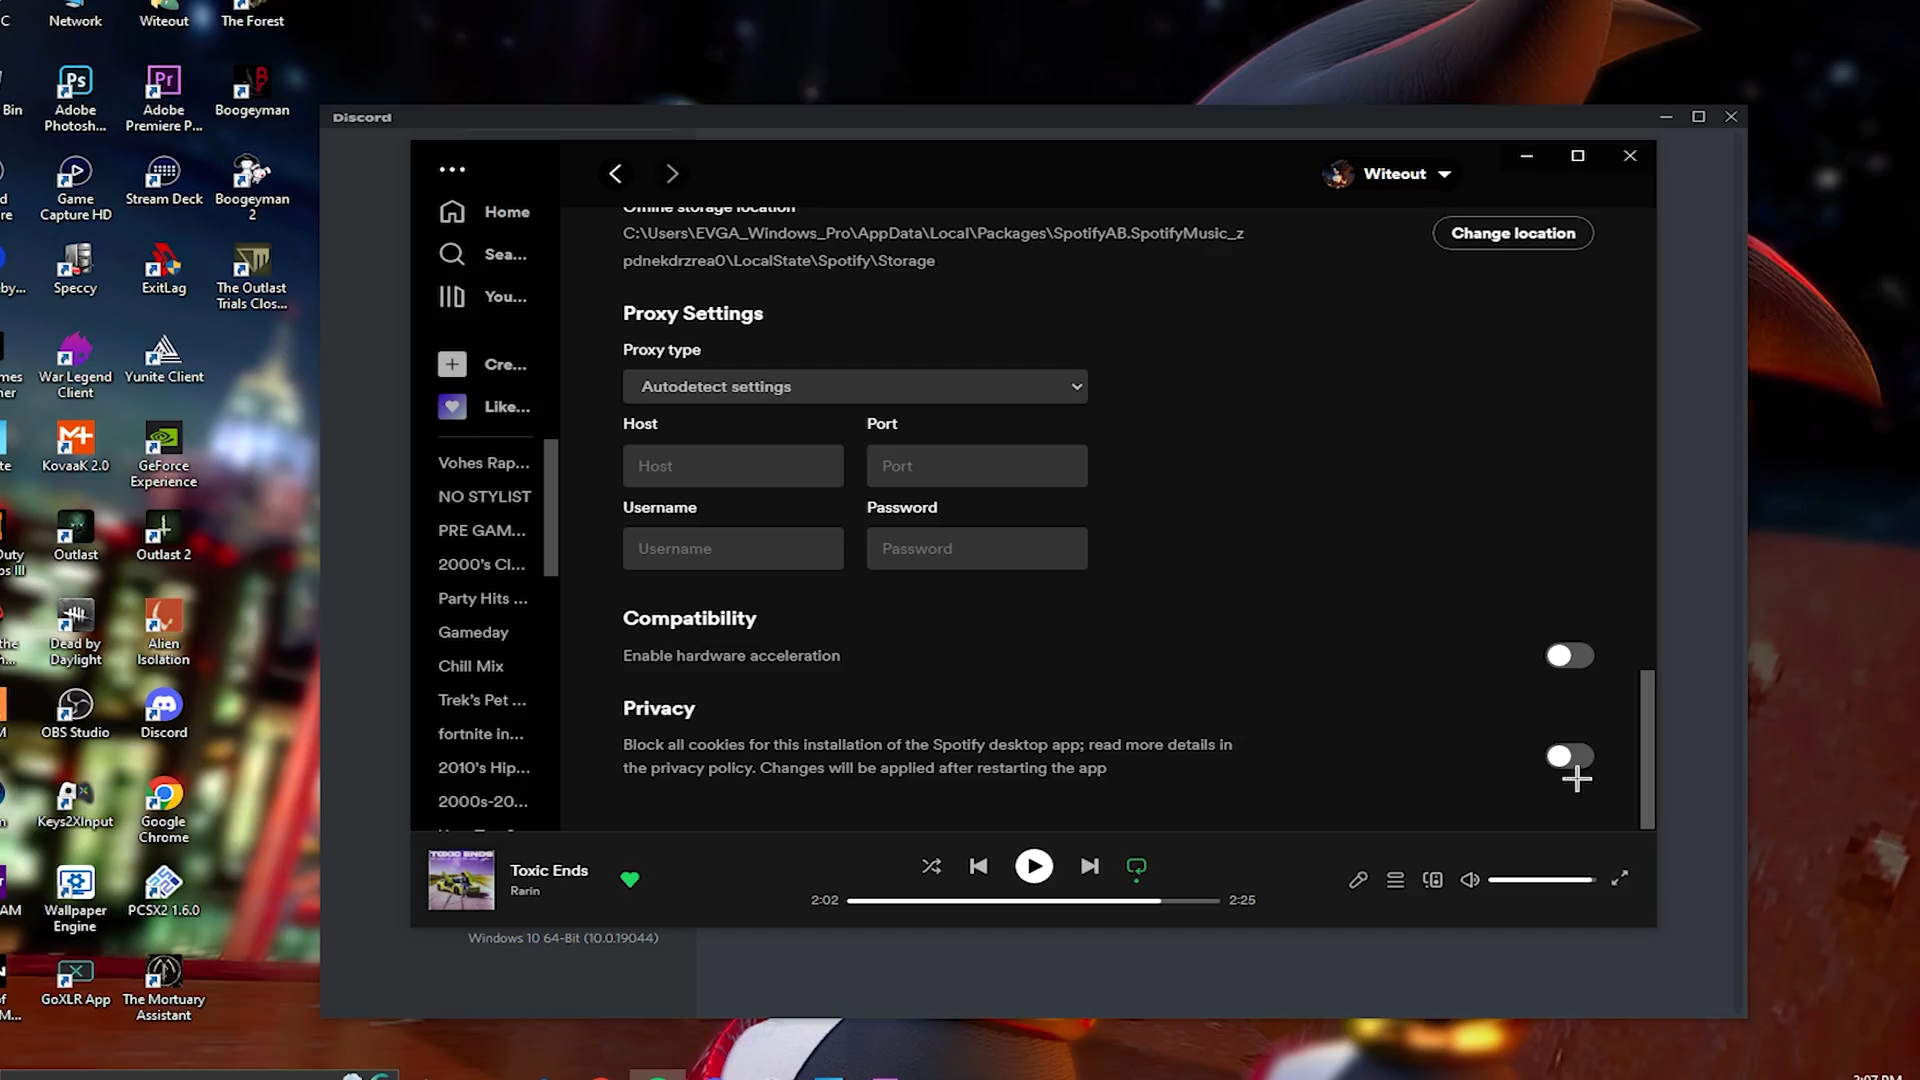 C
Network
Witeout
The Forest
Bin
Adobe
Photosh...
Adobe
Premiere P...
Boogeyman
Game
Capture HD
Stream Deck
Boogeyman
2
Speccy
ExitLag
The Outlast
Trials Clos...
War Legend
Client
Yunite Client
KovaaK 2.0
GeForce
Experience
Outlast
Outlast 2
Dead by
Daylight
Alien
Isolation
OBS Studio
Discord
Keys2XInput
Google
Chrome
Wallpaper
Engine
PCSX2 1.6.0
GoXLR App
The Mortuary
Assistant
Discord
Witeout
Home
Sea...
You...
Cre...
Like...
Vohes Rap...
NO STYLIST
PRE GAM...
2000's Cl...
Party Hits ...
Gameday
Chill Mix
Trek's Pet ...
fortnite in...
2010's Hip...
2000s-20...
Offline storage location
C:\Users\EVGA_Windows_Pro\AppData\Local\Packages\SpotifyAB.SpotifyMusic_z
pdnekdrzrea0\LocalState\Spotify\Storage
Change location
Proxy Settings
Proxy type
Autodetect settings
Host
Port
Host
Port
Username
Password
Username
Password
Compatibility
Enable hardware acceleration
Privacy
Block all cookies for this installation of the Spotify desktop app; read more details in
the privacy policy. Changes will be applied after restarting the app
TOXIC ENDS
Toxic Ends
Rarin
2:02
2:25
Windows 10 64-Bit (10.0.19044)